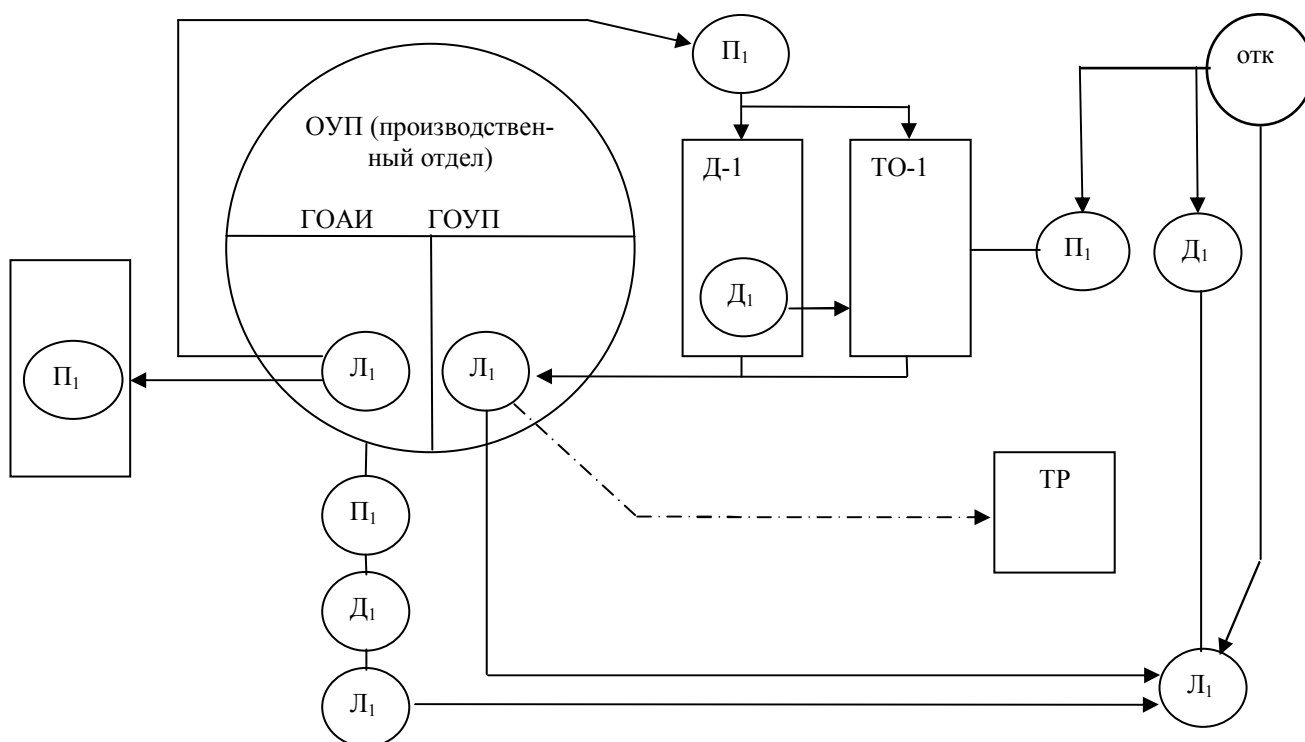 П₁
отк
ОУП (производствен-
ный отдел)
Д-1
ТО-1
ГОАИ
ГОУП
П₁
Д₁
Д₁
П₁
Л₁
Л₁
П₁
ТР
Д₁
Л₁
Л₁